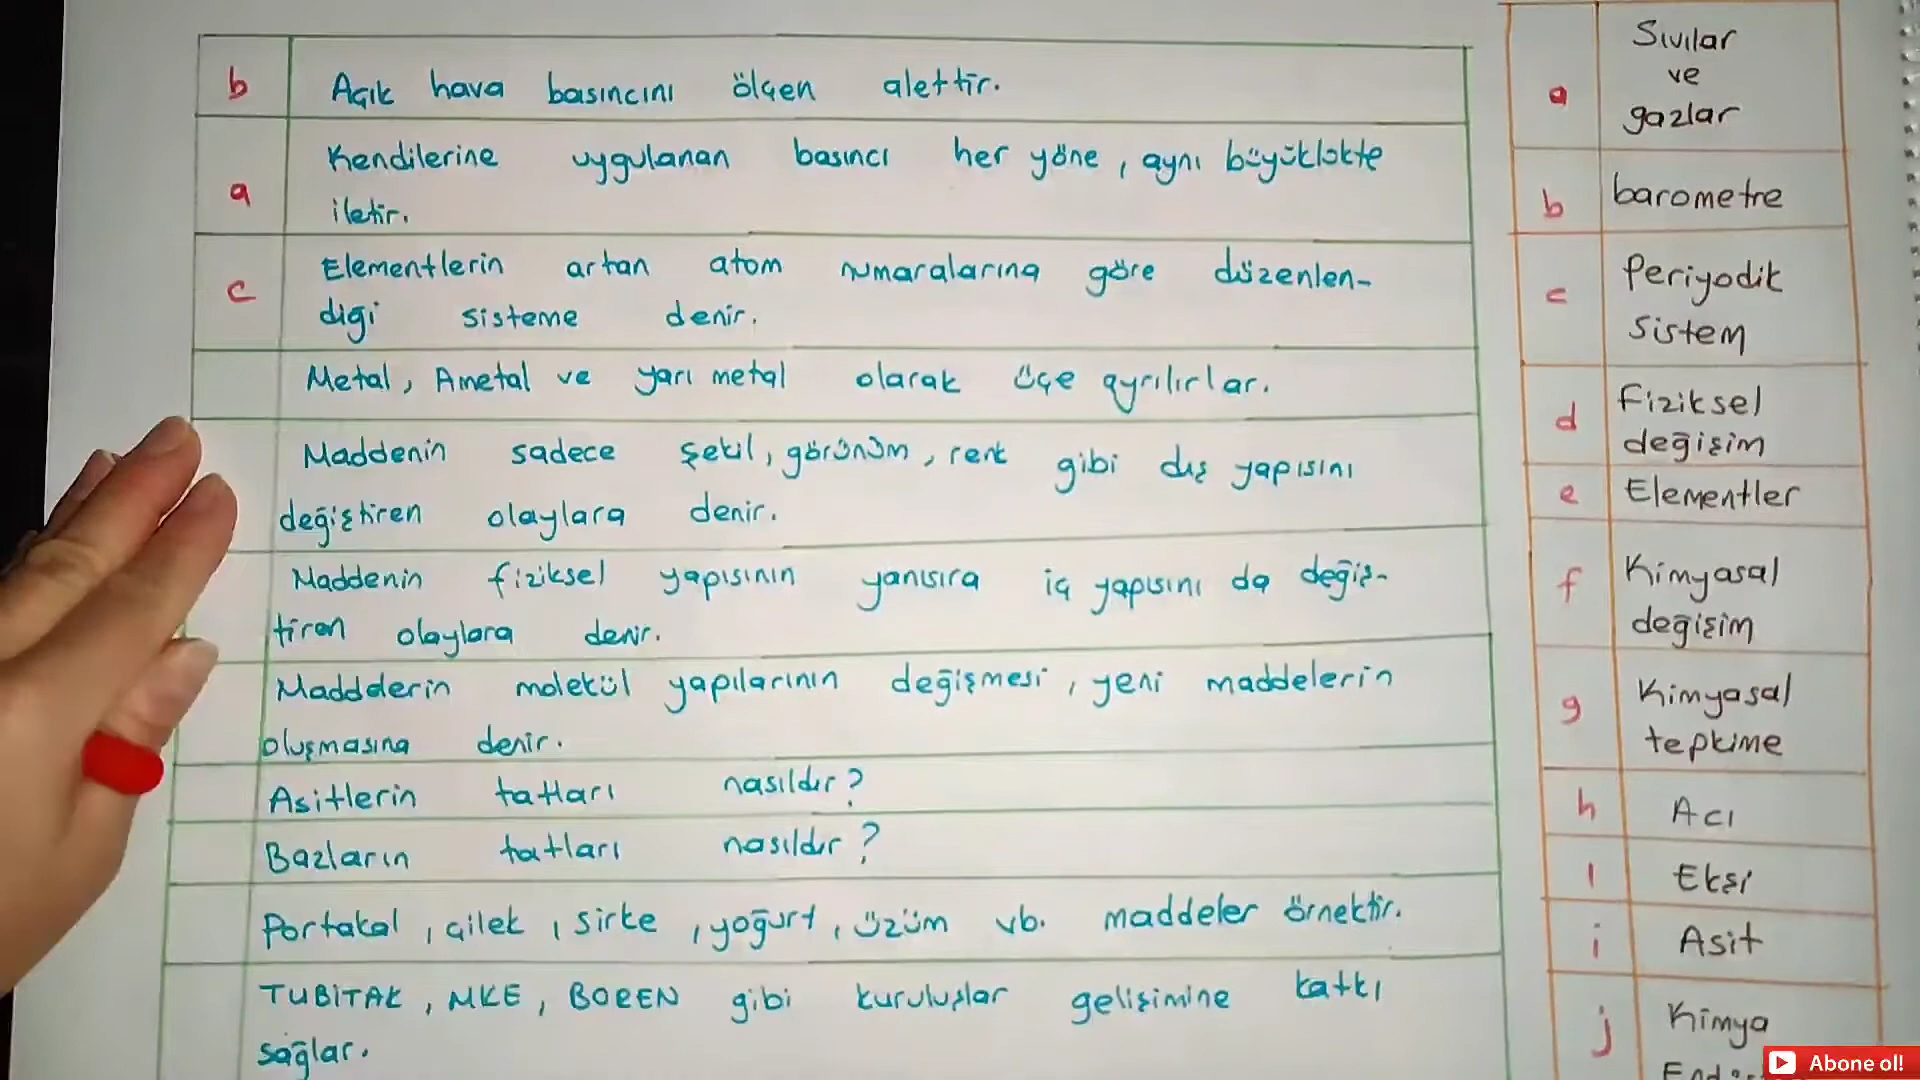 b
Açık hava basıncını ölçen alettir.
a
Kendilerine uygulanan basıncı her yöne, aynı büyüklükte
iletir.
c
Elementlerin artan atom numaralarına göre düzenlen-
diği sisteme denir.
Metal, Ametal ve yarı metal olarak üçe ayrılırlar.
Maddenin sadece şekil, görünüm, renk gibi dış yapısını
değiştiren olaylara denir.
Maddenin fiziksel yapısının yanısıra iç yapısını da değiş-
tiren olaylara denir.
Maddelerin molekül yapılarının değişmesi, yeni maddelerin
oluşmasına denir.
Asitlerin tatları nasıldır?
Bazların tatları nasıldır?
Portakal, çilek, sirke, yoğurt, üzüm vb. maddeler örnektir.
TUBİTAK, MKE, BOREN gibi kuruluşlar gelişimine katkı
sağlar.
a
Sıvılar
ve
gazlar
b
barometre
c
Periyodik
sistem
d
Fiziksel
değişim
e
Elementler
f
Kimyasal
değişim
g
Kimyasal
tepkime
h
Acı
ı
Ekşi
i
Asit
j
Kimya
Abone ol!